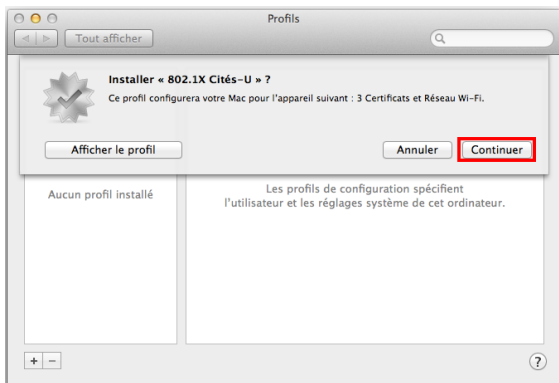 Profils
Tout afficher
Installer « 802.1X Cités-U » ?
Ce profil configurera votre Mac pour l'appareil suivant : 3 Certificats et Réseau Wi-Fi.
Afficher le profil
Annuler
Continuer
Aucun profil installé
Les profils de configuration spécifient
l'utilisateur et les réglages système de cet ordinateur.
+ −
?